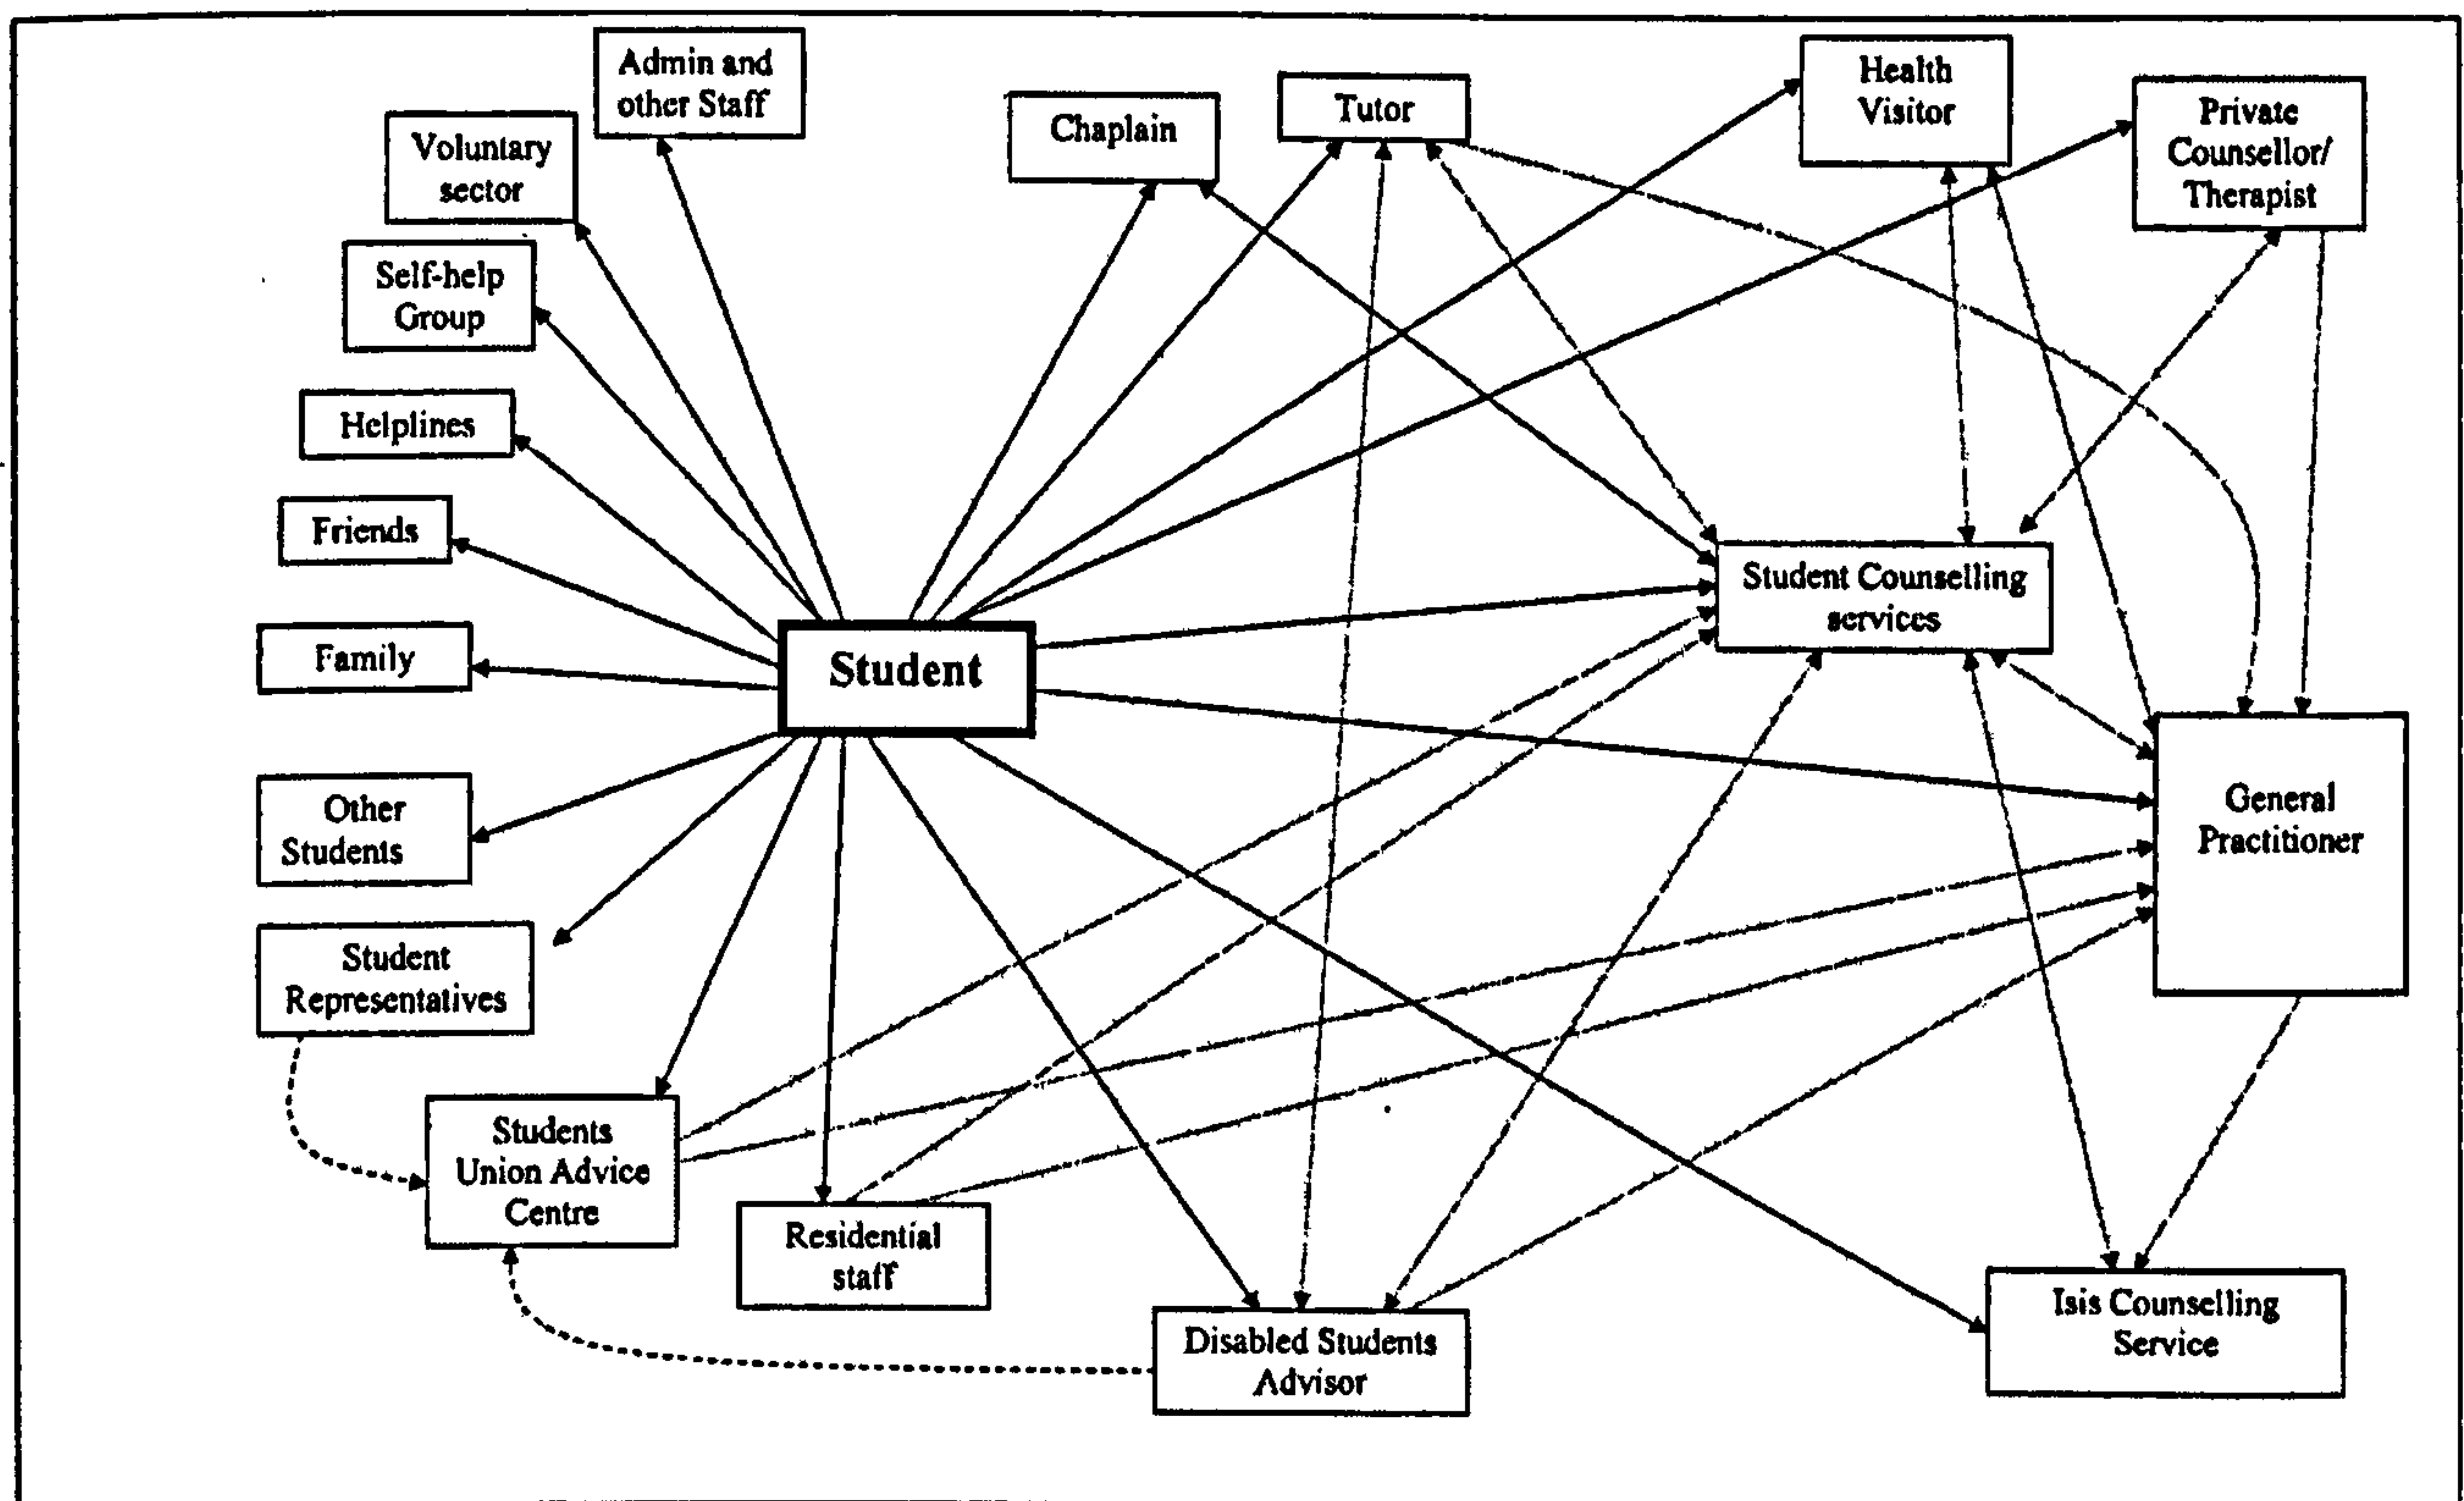 Admin and
other Staff
Voluntary
sector
Self-help
Group
Helplines
Friends
Family
Other
Students
Student
Representatives
Students
Union Advice
Centre
Residential
staff
Disabled Students
Advisor
Student
Chaplain
Tutor
Health
Visitor
Private
Counsellor/
Therapist
Student Counselling
services
General
Practitioner
Isis Counselling
Service